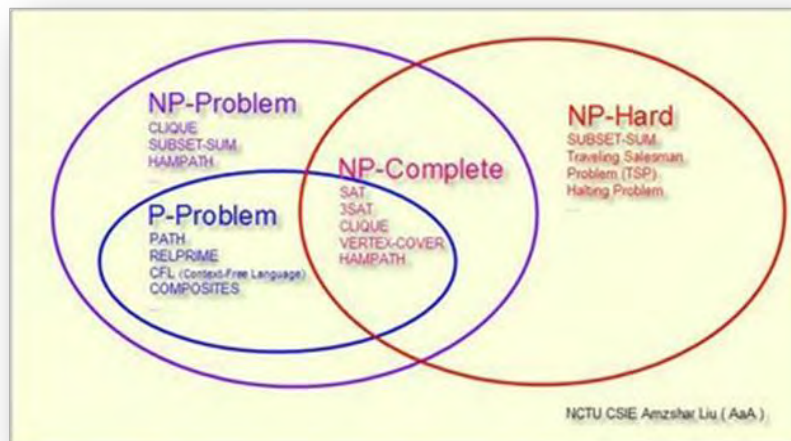 NP-Problem
CLIQUE
SUBSET-SUM
HAMPATH
...
P-Problem
PATH
RELPRIME
CFL (Context-Free Language)
COMPOSITES
...
NP-Complete
SAT
3SAT
CLIQUE
VERTEX-COVER
HAMPATH
NP-Hard
SUBSET-SUM
Traveling Salesman
Problem (TSP)
Halting Problem
...
NCTU CSIE Amzshar Liu ( AaA )